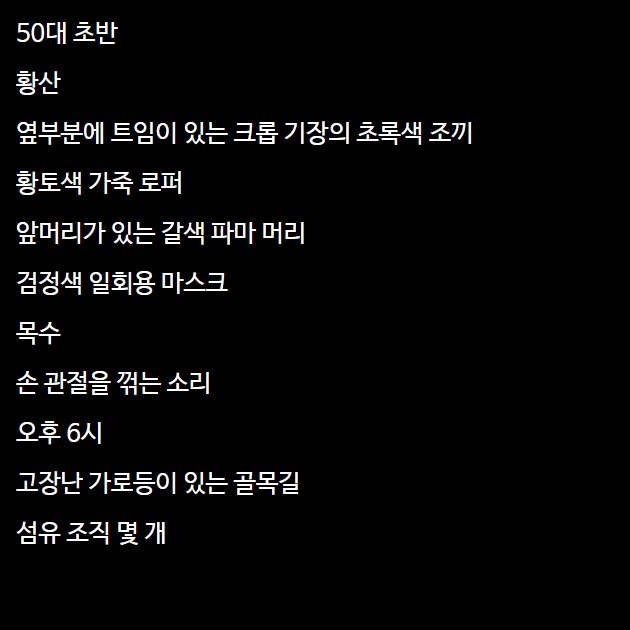 50대 초반
황산
옆부분에 트임이 있는 크롭 기장의 초록색 조끼
황토색 가죽 로퍼
앞머리가 있는 갈색 파마 머리
검정색 일회용 마스크
목수
손 관절을 꺾는 소리
오후 6시
고장난 가로등이 있는 골목길
섬유 조직 몇 개